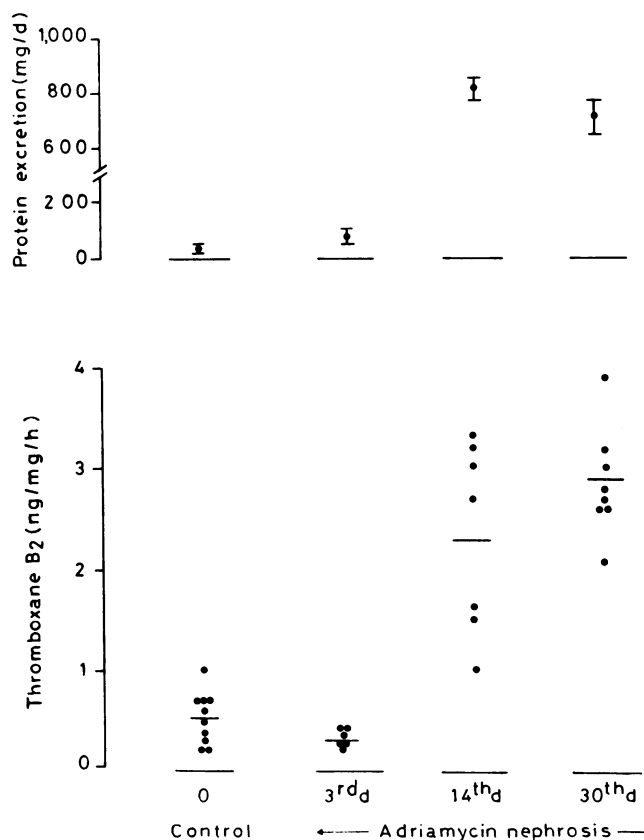 Protein excretion (mg/d)
1,000
800
600
200
0
Thromboxane B2 (ng/mg/h)
4
3
2
1
0
0
3rd d
14th d
30th d
Control
Adriamycin nephrosis